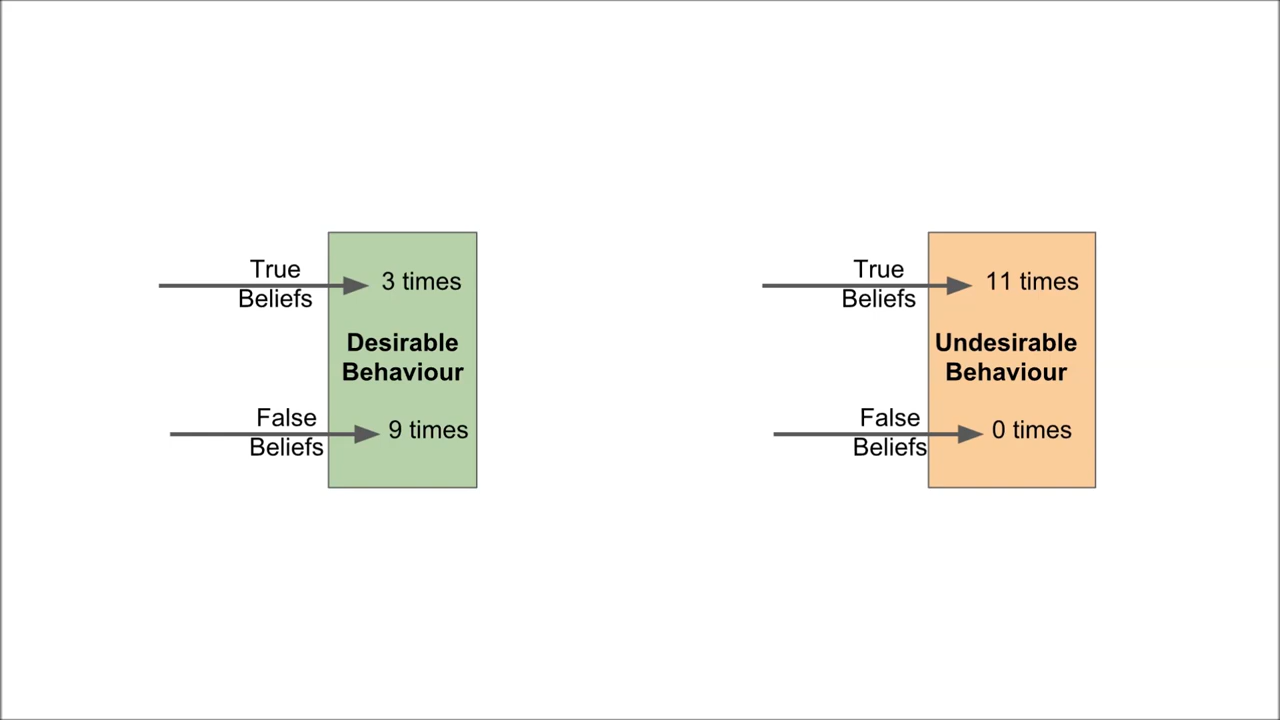 True
Beliefs
3 times
Desirable
Behaviour
False
Beliefs
9 times
True
Beliefs
11 times
Undesirable
Behaviour
False
Beliefs
0 times